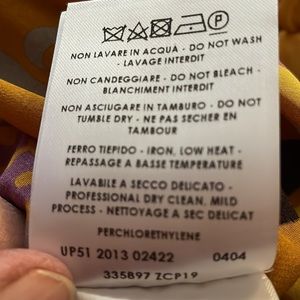 P
NON LAVARE IN ACQUA - DO NOT WASH
- LAVAGE INTERDIT
NON CANDEGGIARE - DO NOT BLEACH -
BLANCHIMENT INTERDIT
NON ASCIUGARE IN TAMBURO - DO NOT
TUMBLE DRY - NE PAS SECHER EN
TAMBOUR
FERRO TIEPIDO - IRON, LOW HEAT -
REPASSAGE A BASSE TEMPERATURE
LAVABILE A SECCO DELICATO -
PROFESSIONAL DRY CLEAN, MILD
PROCESS - NETTOYAGE A SEC DELICAT
PERCHLORETHYLENE
UP51 2013 02422 0404
335897 ZCP19